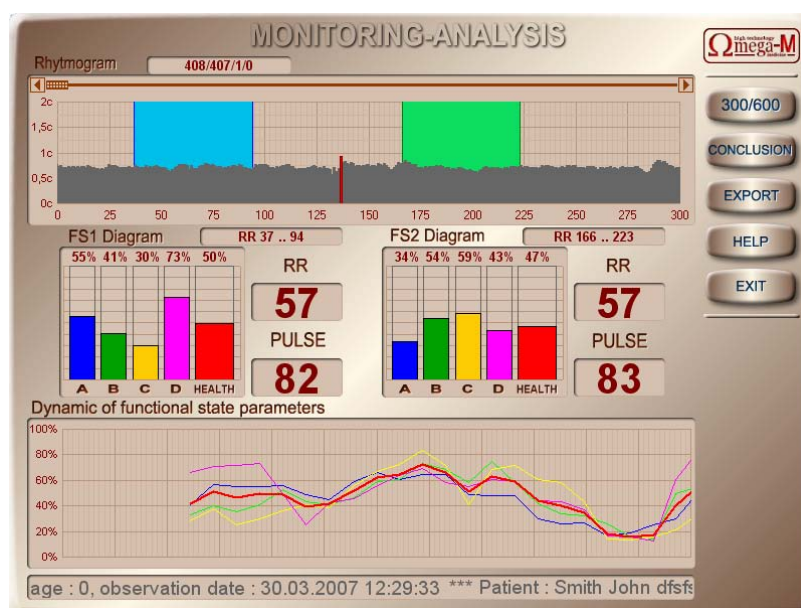 MONITORING-ANALYSIS
high technology
Ωmega-M
Rhytmogram 408/407/1/0
300/600
2c
1,5c
1c
0,5c
0c
0 25 50 75 100 125 150 175 200 225 250 275 300
CONCLUSION
EXPORT
HELP
EXIT
FS1 Diagram RR 37 .. 94
55% 41% 30% 73% 50%
A B C D HEALTH
RR
57
PULSE
82
FS2 Diagram RR 166 .. 223
34% 54% 59% 43% 47%
A B C D HEALTH
RR
57
PULSE
83
Dynamic of functional state parameters
100%
80%
60%
40%
20%
0%
age : 0, observation date : 30.03.2007 12:29:33 *** Patient : Smith John dfsfs